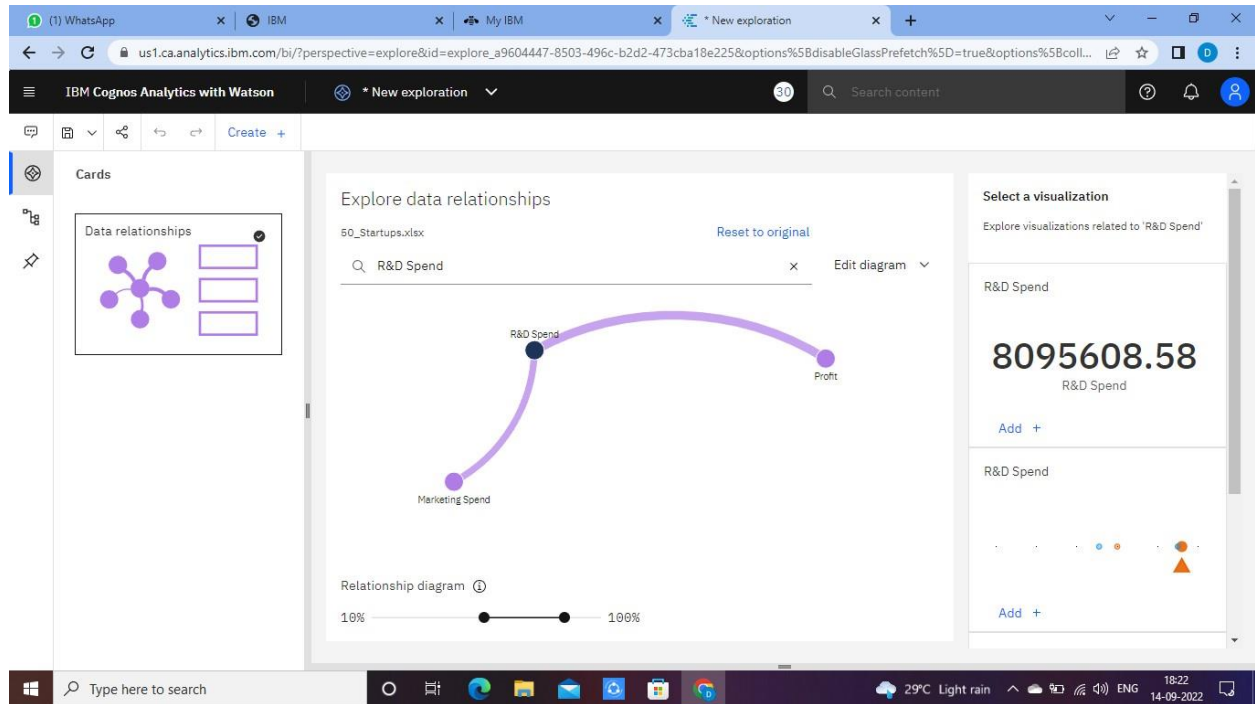 (1) WhatsApp
IBM
My IBM
* New exploration
us1.ca.analytics.ibm.com/bi/?perspective=explore&id=explore_a9604447-8503-496c-b2d2-473cba18e225&options%5BdisableGlassPrefetch%5D=true&options%5Bcoll...
D
IBM Cognos Analytics with Watson
* New exploration
30
Search content
Create +
Cards
Data relationships
Explore data relationships
50_Startups.xlsx
Reset to original
R&D Spend
Edit diagram
R&D Spend
Profit
Marketing Spend
Relationship diagram
10%
100%
Select a visualization
Explore visualizations related to 'R&D Spend'
R&D Spend
8095608.58
R&D Spend
Add +
R&D Spend
Add +
Type here to search
29°C Light rain
ENG
18:22
14-09-2022